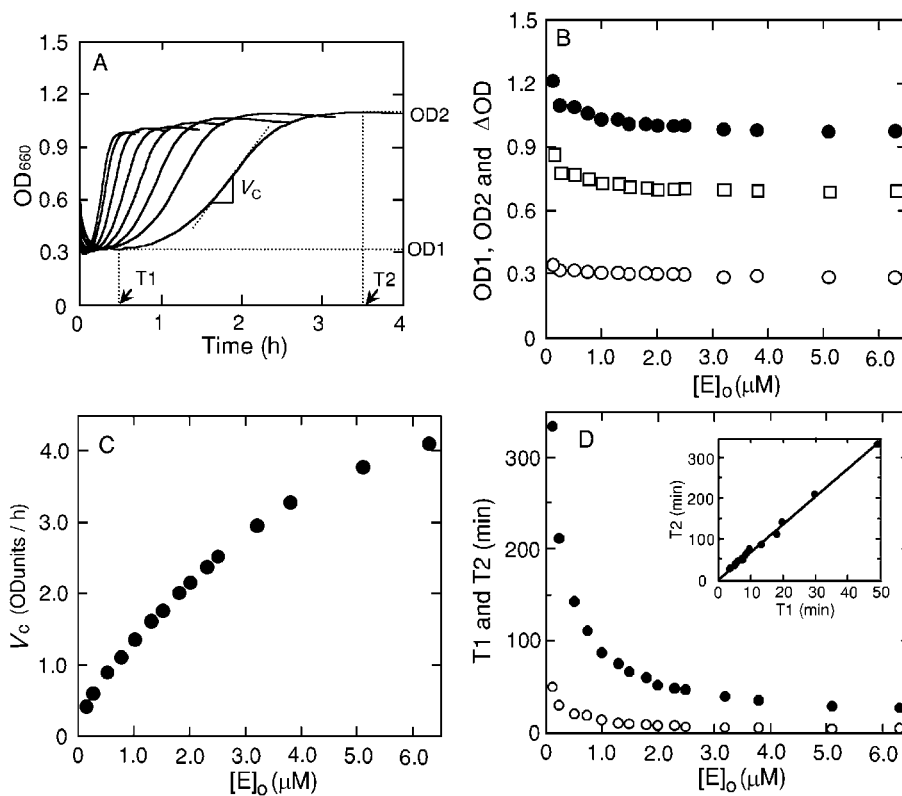 A
OD660
1.5
1.2
0.9
0.6
0.3
0
OD2
OD1
VC
T1
T2
0 1 2 3 4
Time (h)
B
OD1, OD2 and ΔOD
1.5
1.2
0.9
0.6
0.3
0
0 1.0 2.0 3.0 4.0 5.0 6.0
[E]o (μM)
C
Vc (ODunits / h)
4.0
3.0
2.0
1.0
0
0.0 1.0 2.0 3.0 4.0 5.0 6.0
[E]o (μM)
D
T1 and T2 (min)
300
200
100
0
0 1.0 2.0 3.0 4.0 5.0 6.0
[E]o (μM)
T2 (min)
300
200
100
0
0 10 20 30 40 50
T1 (min)